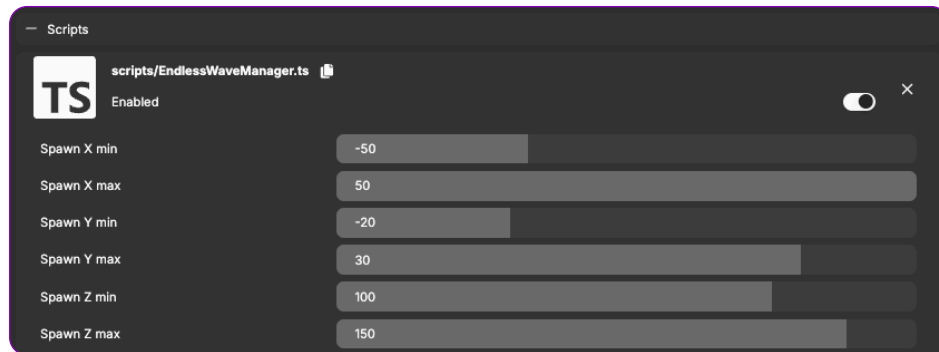 Scripts
TS
scripts/EndlessWaveManager.ts
Enabled
Spawn X min -50
Spawn X max 50
Spawn Y min -20
Spawn Y max 30
Spawn Z min 100
Spawn Z max 150